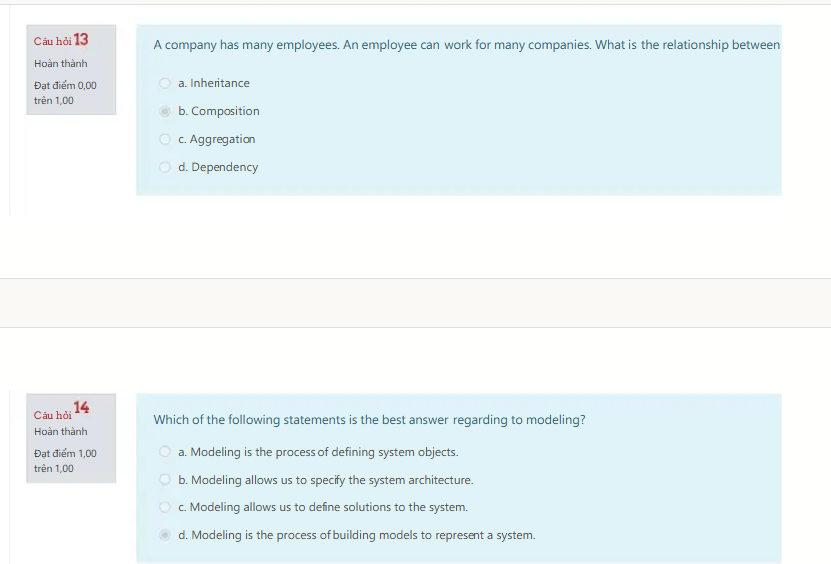 Câu hỏi 13
Hoàn thành
Đạt điểm 0,00
trên 1,00
A company has many employees. An employee can work for many companies. What is the relationship between
a. Inheritance
b. Composition
c. Aggregation
d. Dependency
Câu hỏi 14
Hoàn thành
Đạt điểm 1,00
trên 1,00
Which of the following statements is the best answer regarding to modeling?
a. Modeling is the process of defining system objects.
b. Modeling allows us to specify the system architecture.
c. Modeling allows us to define solutions to the system.
d. Modeling is the process of building models to represent a system.